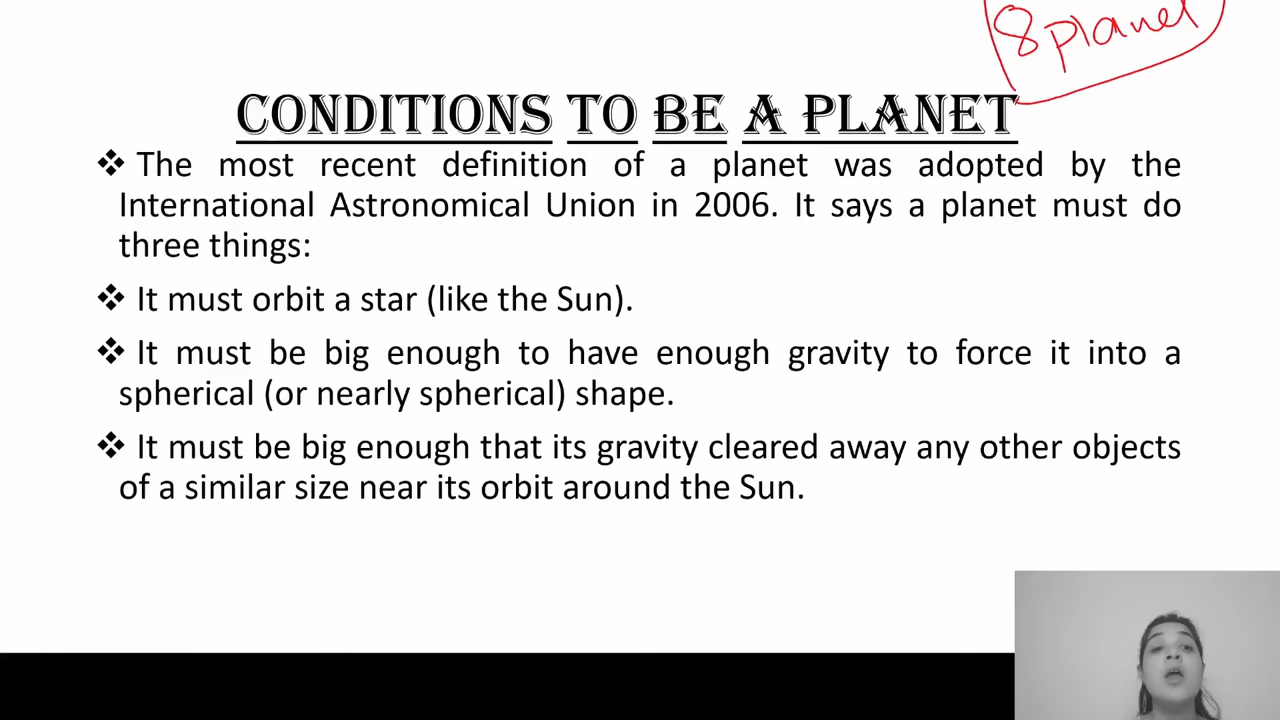 8 planet
CONDITIONS TO BE A PLANET
❖ The most recent definition of a planet was adopted by the
International Astronomical Union in 2006. It says a planet must do
three things:
❖ It must orbit a star (like the Sun).
❖ It must be big enough to have enough gravity to force it into a
spherical (or nearly spherical) shape.
❖ It must be big enough that its gravity cleared away any other objects
of a similar size near its orbit around the Sun.